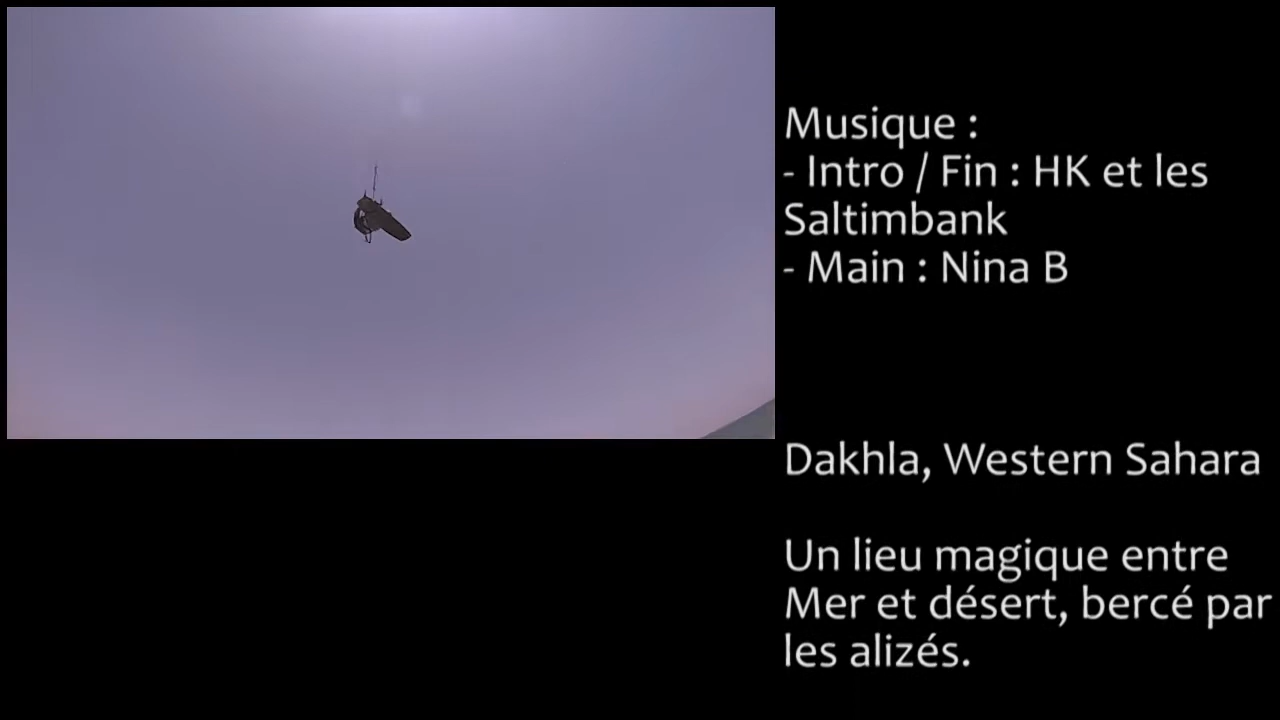 Musique :
- Intro / Fin : HK et les
Saltimbank
- Main : Nina B
Dakhla, Western Sahara
Un lieu magique entre
Mer et désert, bercé par
les alizés.